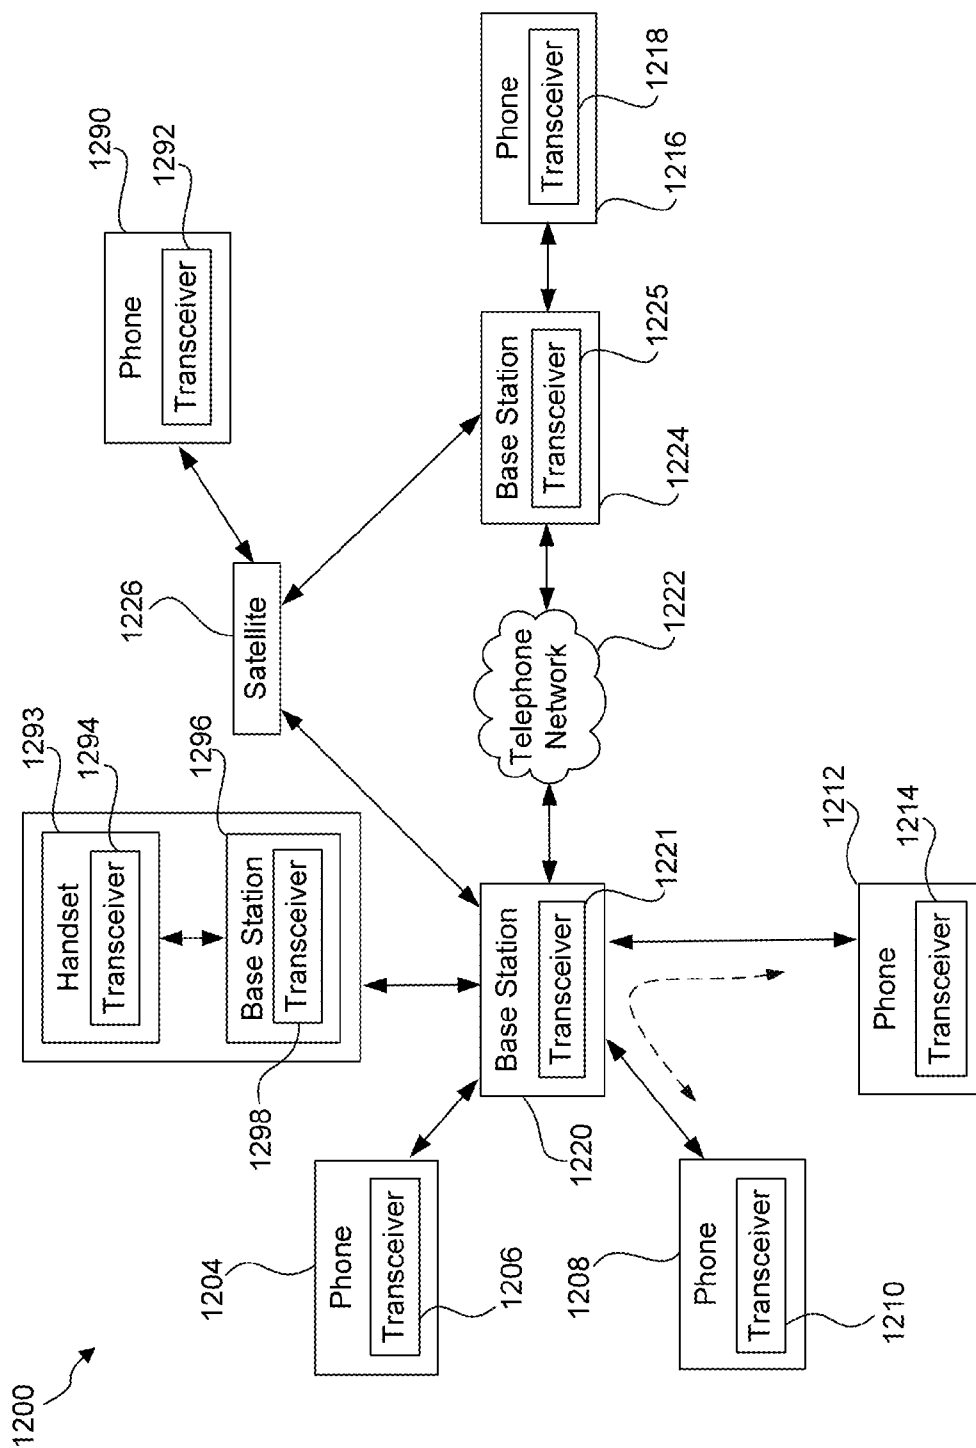 1200
1204
Phone
Transceiver
1206
1208
Phone
Transceiver
1210
1293
Handset
Transceiver
1294
1296
Base Station
Transceiver
1298
Base Station
Transceiver
1220
1221
1212
Phone
Transceiver
1214
1226
Satellite
Telephone
Network
1222
1290
Phone
Transceiver
1292
Base Station
Transceiver
1225
1224
Phone
Transceiver
1218
1216